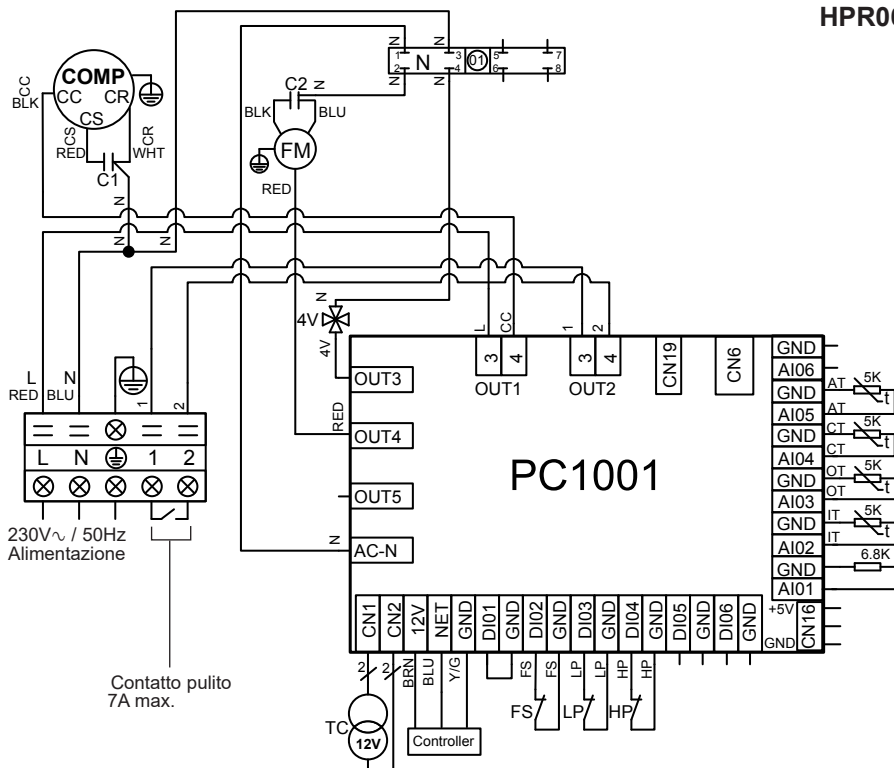 HPR00
COMP
CC CR
CS
CC
BLK
CS
RED
CR
WHT
C1
N
N
N
N
C2 N
BLK BLU
FM
RED
N N
1 3 5 7
N 01
2 4 6 8
N N
N
4V
4V
L CC 1 2
3 4 3 4
OUT1 OUT2
CN19
CN6
OUT3
RED
OUT4
OUT5
N
AC-N
PC1001
GND
AI06
GND
AI05
GND
AI04
GND
AI03
GND
AI02
GND
AI01
+5V
GND
CN16
AT 5K
t
AT
CT 5K
t
CT
OT 5K
t
OT
IT 5K
t
IT
6.8K
L N
RED BLU
1 2
L N 1 2
230V∿ / 50Hz
Alimentazione
Contatto pulito
7A max.
CN1 CN2 12V NET GND DI01 GND DI02 GND DI03 GND DI04 GND DI05 GND DI06 GND
2 2 BRN BLU Y/G FS FS LP LP HP HP
FS LP HP
TC
12V
Controller